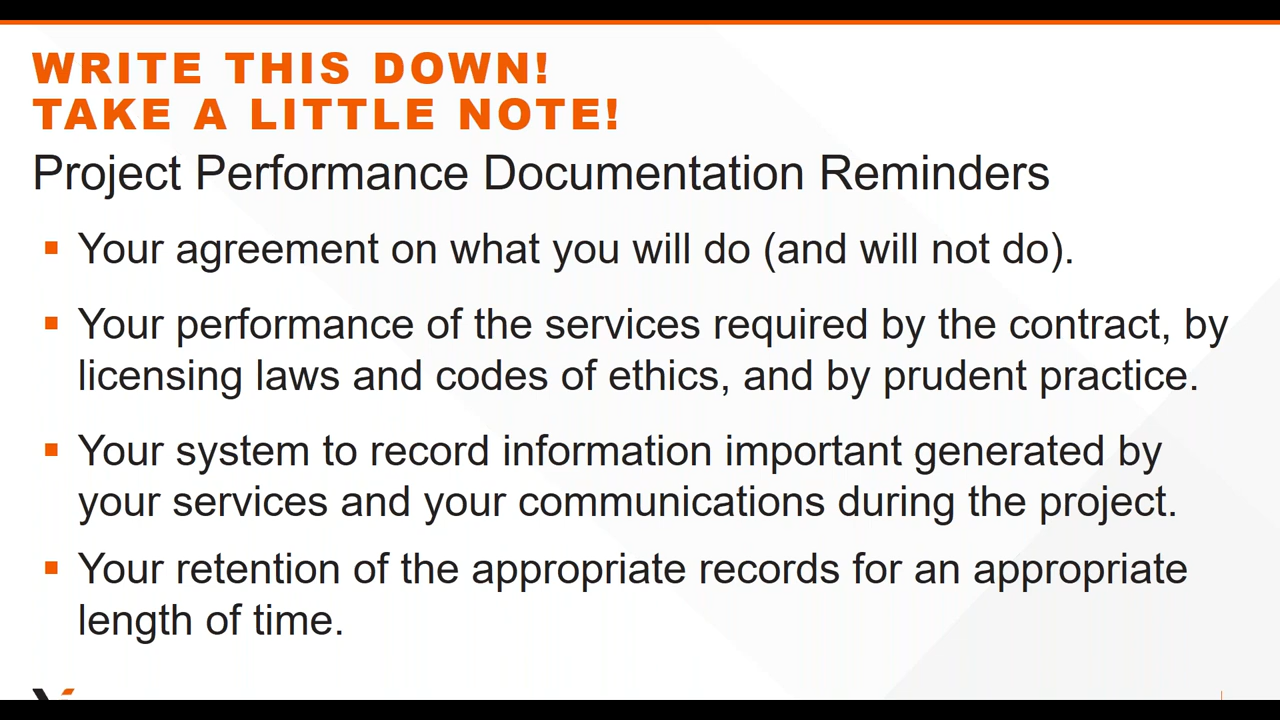 WRITE THIS DOWN!
TAKE A LITTLE NOTE!
Project Performance Documentation Reminders
▪ Your agreement on what you will do (and will not do).
▪ Your performance of the services required by the contract, by
licensing laws and codes of ethics, and by prudent practice.
▪ Your system to record information important generated by
your services and your communications during the project.
▪ Your retention of the appropriate records for an appropriate
length of time.